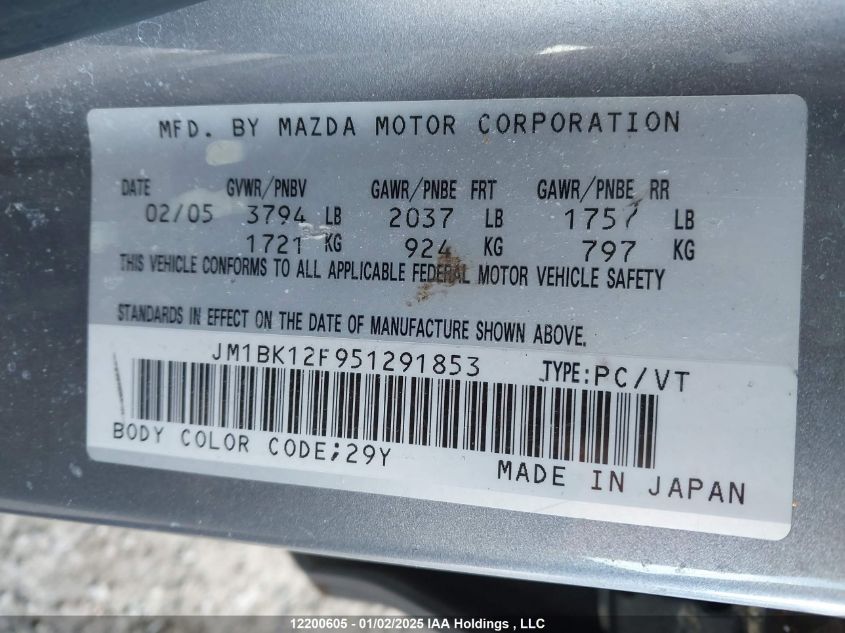 MFD. BY MAZDA MOTOR CORPORATION
DATE GVWR/PNBV GAWR/PNBE FRT GAWR/PNBE RR
02/05 3794 LB 2037 LB 1757 LB
1721 KG 924 KG 797 KG
THIS VEHICLE CONFORMS TO ALL APPLICABLE FEDERAL MOTOR VEHICLE SAFETY
STANDARDS IN EFFECT ON THE DATE OF MANUFACTURE SHOWN ABOVE.
JM1BK12F951291853 TYPE:PC/VT
BODY COLOR CODE;29Y
MADE IN JAPAN
12200605 - 01/02/2025 IAA Holdings , LLC